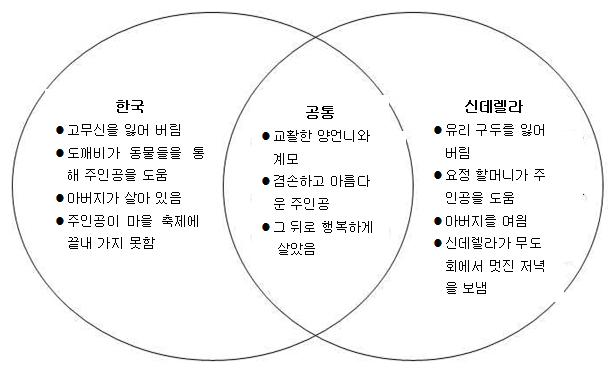 한국
●고무신을 잃어 버림
●도깨비가 동물들을 통
해 주인공을 도움
●아버지가 살아 있음
●주인공이 마을 축제에
끝내 가지 못함
공통
●교활한 양언니와
계모
●겸손하고 아름다
운 주인공
●그 뒤로 행복하게
살았음
신데렐라
●유리 구두를 잃어
버림
●요정 할머니가 주
인공을 도움
●아버지를 여읨
●신데렐라가 무도
회에서 멋진 저녁
을 보냄